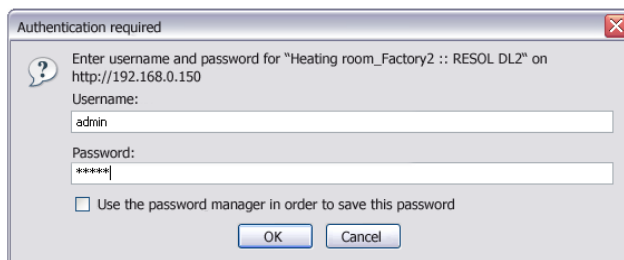 Authentication required
Enter username and password for “Heating room_Factory2 :: RESOL DL2“ on
http://192.168.0.150
Username:
admin
Password:
*****
Use the password manager in order to save this password
OK Cancel